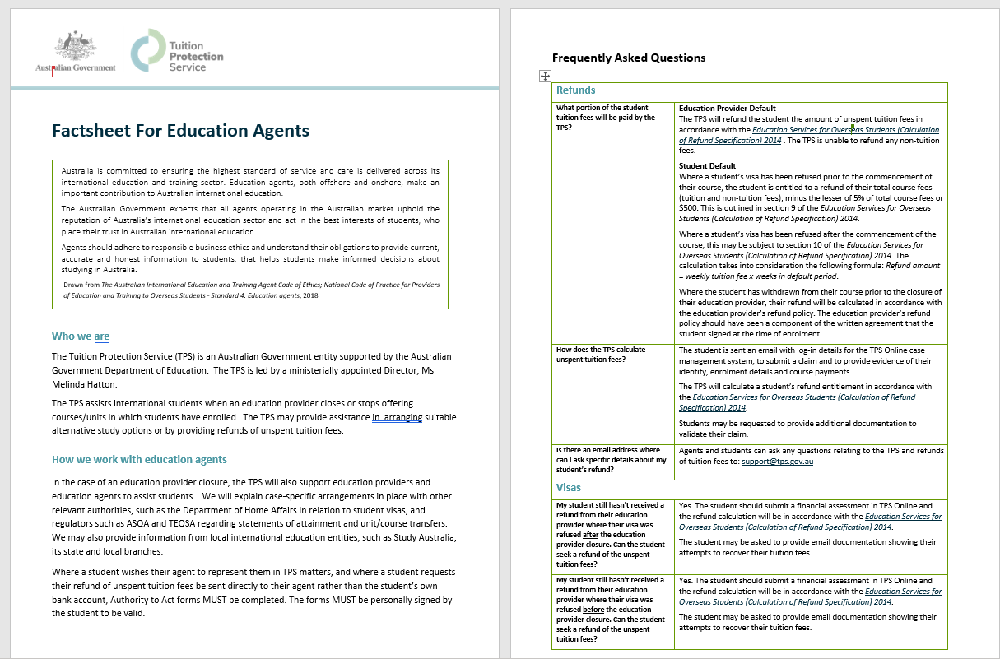 Australian Government
Tuition
Protection
Service
Factsheet For Education Agents
Australia is committed to ensuring the highest standard of service and care is delivered across its
international education and training sector. Education agents, both offshore and onshore, make an
important contribution to Australian international education.
The Australian Government expects that all agents operating in the Australian market uphold the
reputation of Australia's international education sector and act in the best interests of students, who
place their trust in Australian international education.
Agents should adhere to responsible business ethics and understand their obligations to provide current,
accurate and honest information to students, that helps students make informed decisions about
studying in Australia.
Drawn from The Australian International Education and Training Agent Code of Ethics; National Code of Practice for Providers
of Education and Training to Overseas Students - Standard 4: Education agents, 2018
Who we are
The Tuition Protection Service (TPS) is an Australian Government entity supported by the Australian
Government Department of Education.  The TPS is led by a ministerially appointed Director, Ms
Melinda Hatton.
The TPS assists international students when an education provider closes or stops offering
courses/units in which students have enrolled.  The TPS may provide assistance in  arranging suitable
alternative study options or by providing refunds of unspent tuition fees.
How we work with education agents
In the case of an education provider closure, the TPS will also support education providers and
education agents to assist students.   We will explain case-specific arrangements in place with other
relevant authorities, such as the Department of Home Affairs in relation to student visas, and
regulators such as ASQA and TEQSA regarding statements of attainment and unit/course transfers.
We may also provide information from local international education entities, such as Study Australia,
its state and local branches.
Where a student wishes their agent to represent them in TPS matters, and where a student requests
their refund of unspent tuition fees be sent directly to their agent rather than the student's own
bank account, Authority to Act forms MUST be completed. The forms MUST be personally signed by
the student to be valid.
Frequently Asked Questions
Refunds
What portion of the student
tuition fees will be paid by the
TPS?
Education Provider Default
The TPS will refund the student the amount of unspent tuition fees in
accordance with the Education Services for Overseas Students (Calculation
of Refund Specification) 2014 . The TPS is unable to refund any non-tuition
fees.
Student Default
Where a student's visa has been refused prior to the commencement of
their course, the student is entitled to a refund of their total course fees
(tuition and non-tuition fees), minus the lesser of 5% of total course fees or
$500. This is outlined in section 9 of the Education Services for Overseas
Students (Calculation of Refund Specification) 2014.
Where a student's visa has been refused after the commencement of the
course, this may be subject to section 10 of the Education Services for
Overseas Students (Calculation of Refund Specification) 2014. The
calculation takes into consideration the following formula: Refund amount
= weekly tuition fee x weeks in default period.
Where the student has withdrawn from their course prior to the closure of
their education provider, their refund will be calculated in accordance with
the education provider's refund policy. The education provider's refund
policy should have been a component of the written agreement that the
student signed at the time of enrolment.
How does the TPS calculate
unspent tuition fees?
The student is sent an email with log-in details for the TPS Online case
management system, to submit a claim and to provide evidence of their
identity, enrolment details and course payments.
The TPS will calculate a student's refund entitlement in accordance with
the Education Services for Overseas Students (Calculation of Refund
Specification) 2014.
Students may be requested to provide additional documentation to
validate their claim.
Is there an email address where
can I ask specific details about my
student's refund?
Agents and students can ask any questions relating to the TPS and refunds
of tuition fees to: support@tps.gov.au
Visas
My student still hasn't received a
refund from their education
provider where their visa was
refused after the education
provider closure. Can the student
seek a refund of the unspent
tuition fees?
Yes. The student should submit a financial assessment in TPS Online and
the refund calculation will be in accordance with the Education Services for
Overseas Students (Calculation of Refund Specification) 2014.
The student may be asked to provide email documentation showing their
attempts to recover their tuition fees.
My student still hasn't received a
refund from their education
provider where their visa was
refused before the education
provider closure. Can the student
seek a refund of the unspent
tuition fees?
Yes. The student should submit a financial assessment in TPS Online and
the refund calculation will be in accordance with the Education Services for
Overseas Students (Calculation of Refund Specification) 2014.
The student may be asked to provide email documentation showing their
attempts to recover their tuition fees.